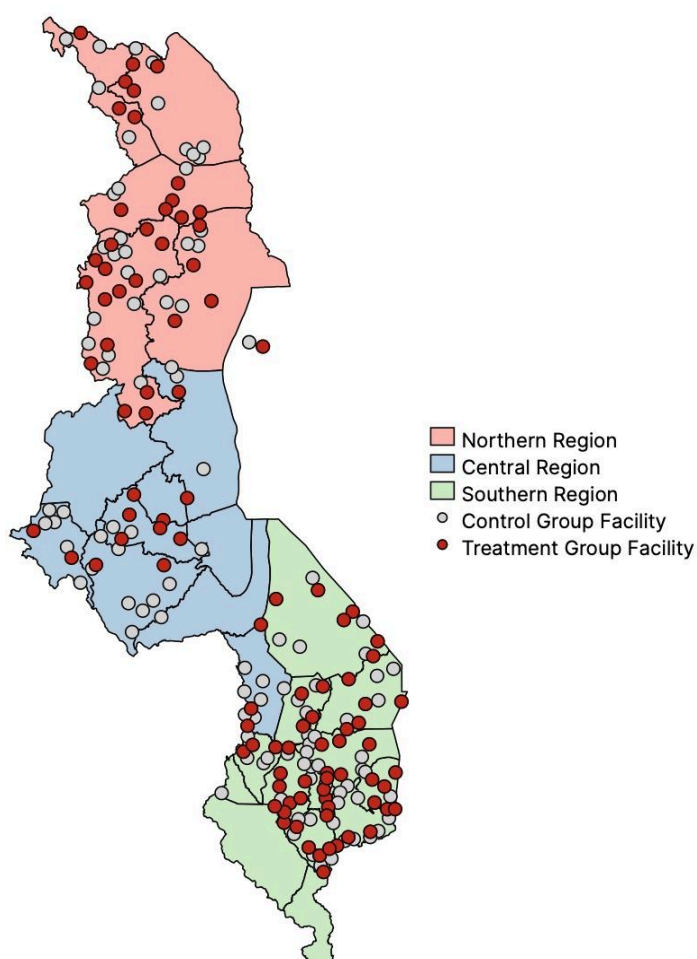 Northern Region
Central Region
Southern Region
Control Group Facility
Treatment Group Facility